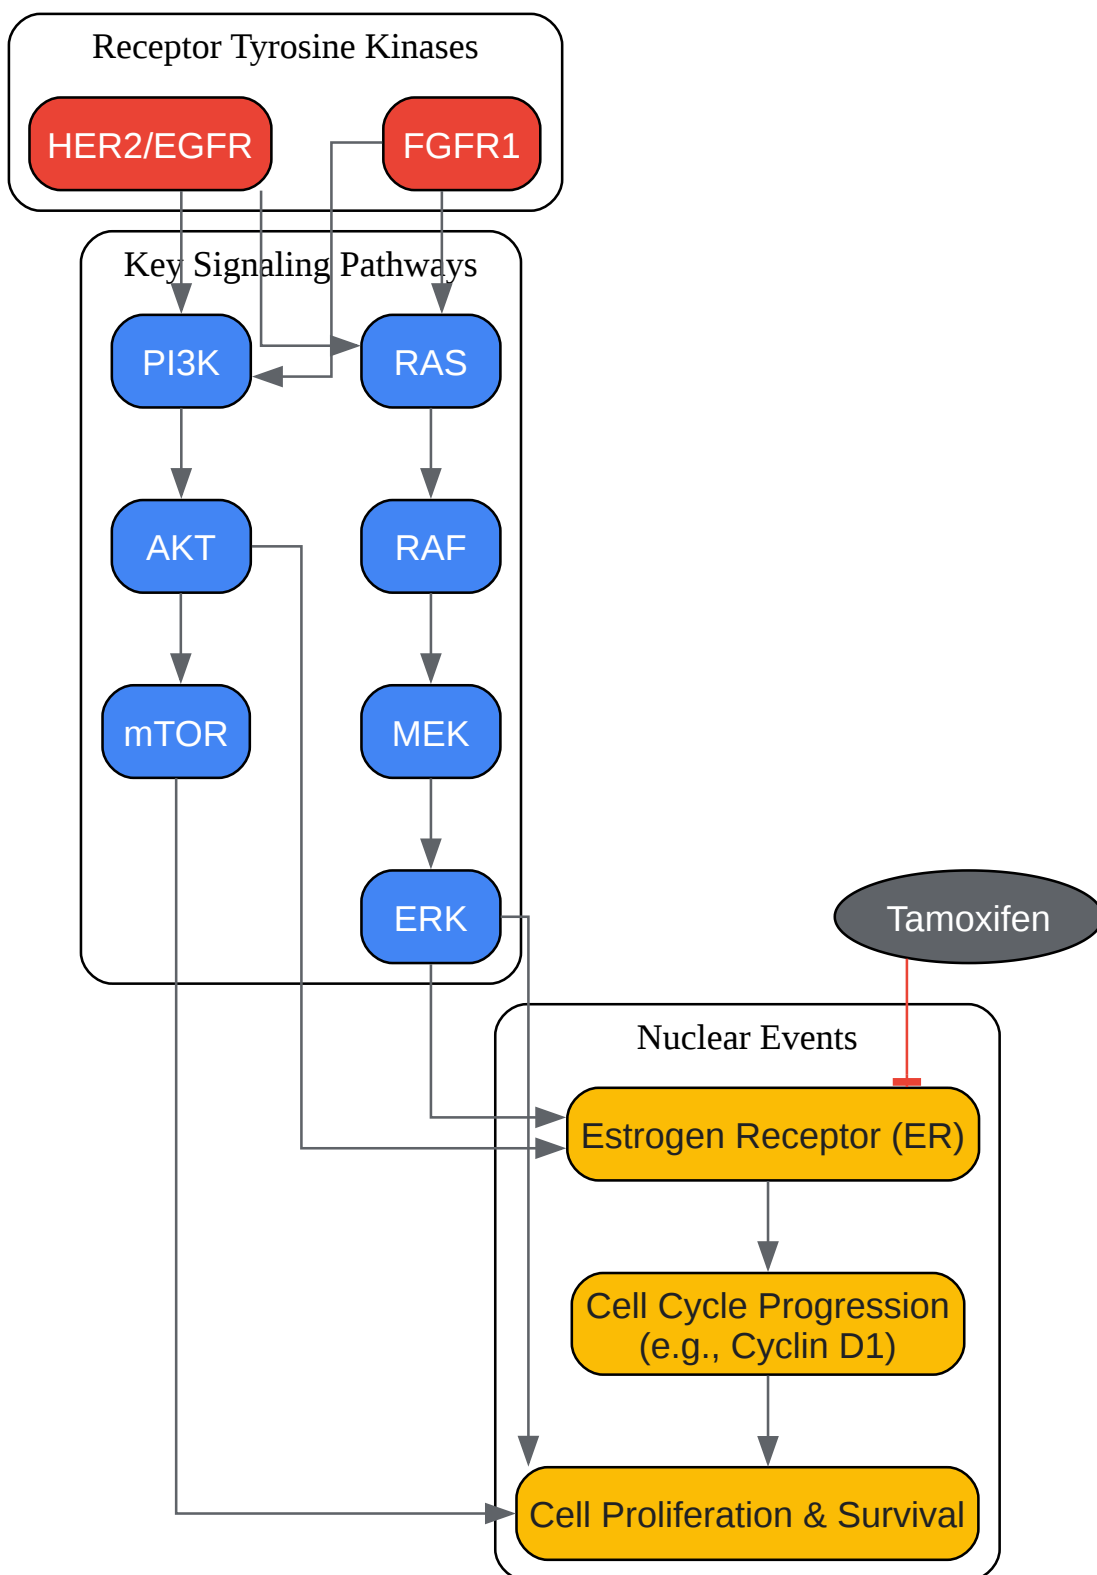 Receptor Tyrosine Kinases
HER2/EGFR
FGFR1
Key Signaling Pathways
PI3K
RAS
AKT
RAF
mTOR
MEK
ERK
Tamoxifen
Nuclear Events
Estrogen Receptor (ER)
Cell Cycle Progression
(e.g., Cyclin D1)
Cell Proliferation & Survival